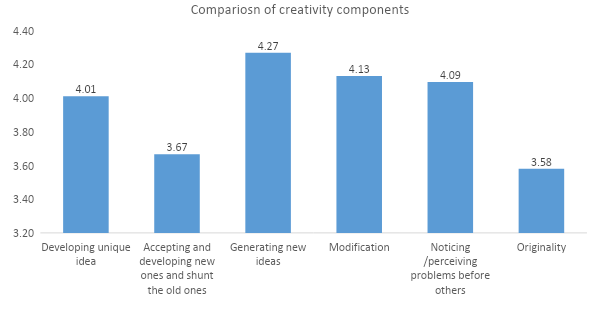 Compariosn of creativity components
4.40
4.20
4.00
3.80
3.60
3.40
3.20
4.01
3.67
4.27
4.13
4.09
3.58
Developing unique
idea
Accepting and
developing new
ones and shunt
the old ones
Generating new
ideas
Modification
Noticing
/perceiving
problems before
others
Originality